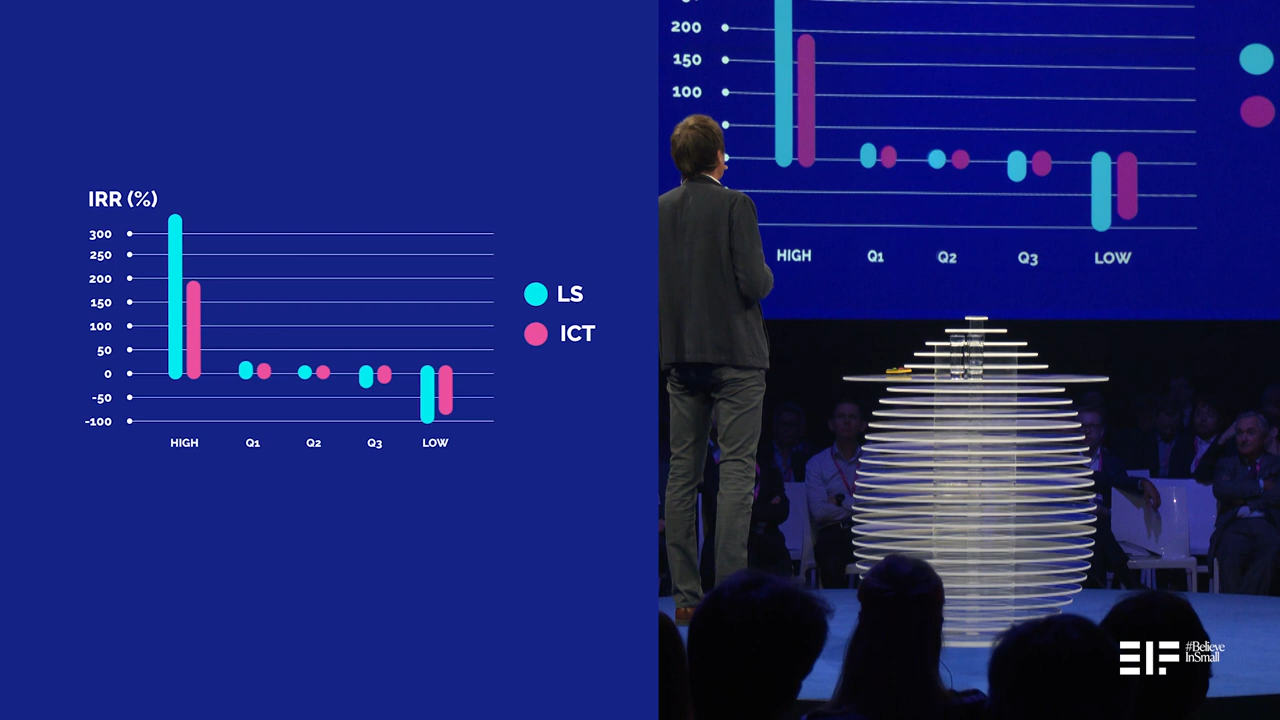 IRR (%)
300
250
200
150
100
50
0
-50
-100
HIGH Q1 Q2 Q3 LOW
LS
ICT
200
150
100
HIGH Q1 Q2 Q3 LOW
EIF
#Believe
InSmall